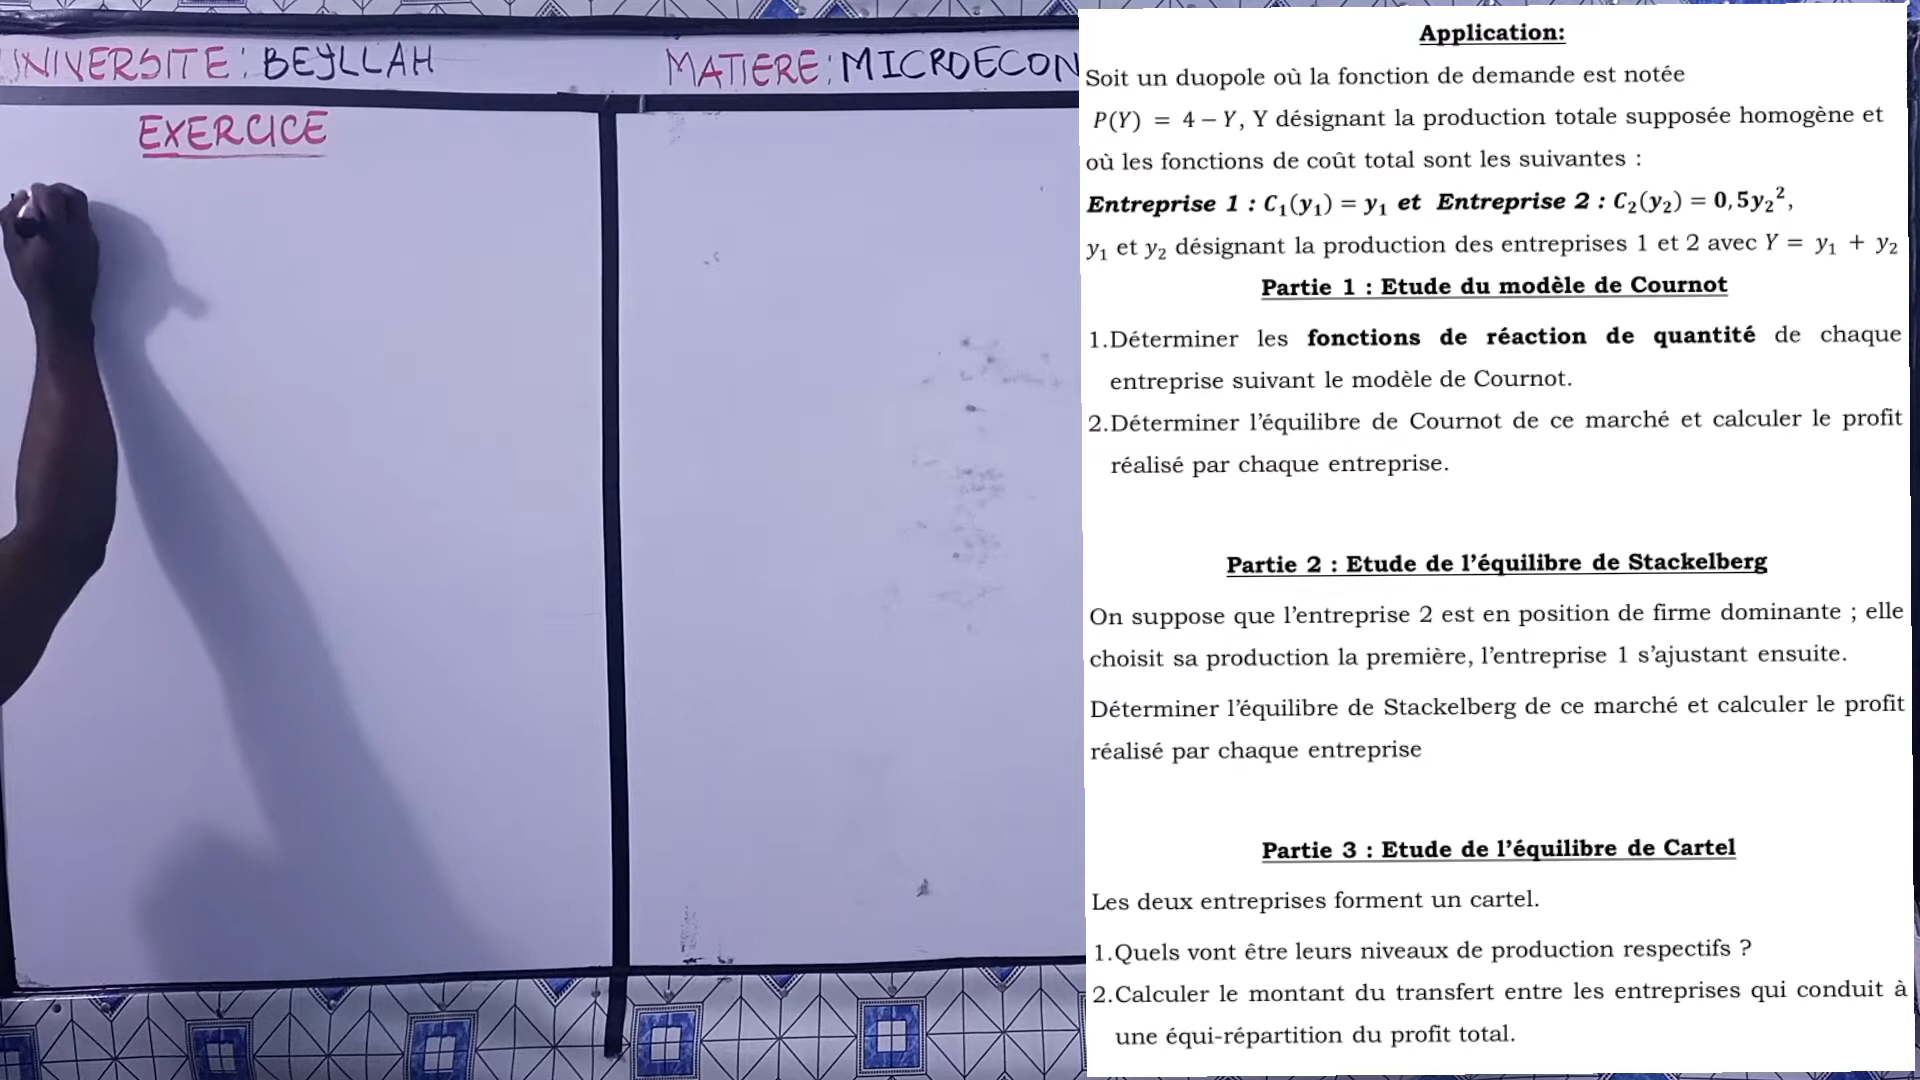 UNIVERSITE: BEYLLAH
MATIERE: MICROECON
EXERCICE
Application:
Soit un duopole où la fonction de demande est notée
P(Y) = 4 – Y, Y désignant la production totale supposée homogène et
où les fonctions de coût total sont les suivantes :
Entreprise 1 : C₁(y₁) = y₁ et Entreprise 2 : C₂(y₂) = 0,5y₂²,
y₁ et y₂ désignant la production des entreprises 1 et 2 avec Y = y₁ + y₂
Partie 1 : Etude du modèle de Cournot
1.Déterminer les fonctions de réaction de quantité de chaque
entreprise suivant le modèle de Cournot.
2.Déterminer l’équilibre de Cournot de ce marché et calculer le profit
réalisé par chaque entreprise.
Partie 2 : Etude de l’équilibre de Stackelberg
On suppose que l’entreprise 2 est en position de firme dominante ; elle
choisit sa production la première, l’entreprise 1 s’ajustant ensuite.
Déterminer l’équilibre de Stackelberg de ce marché et calculer le profit
réalisé par chaque entreprise
Partie 3 : Etude de l’équilibre de Cartel
Les deux entreprises forment un cartel.
1.Quels vont être leurs niveaux de production respectifs ?
2.Calculer le montant du transfert entre les entreprises qui conduit à
une équi-répartition du profit total.